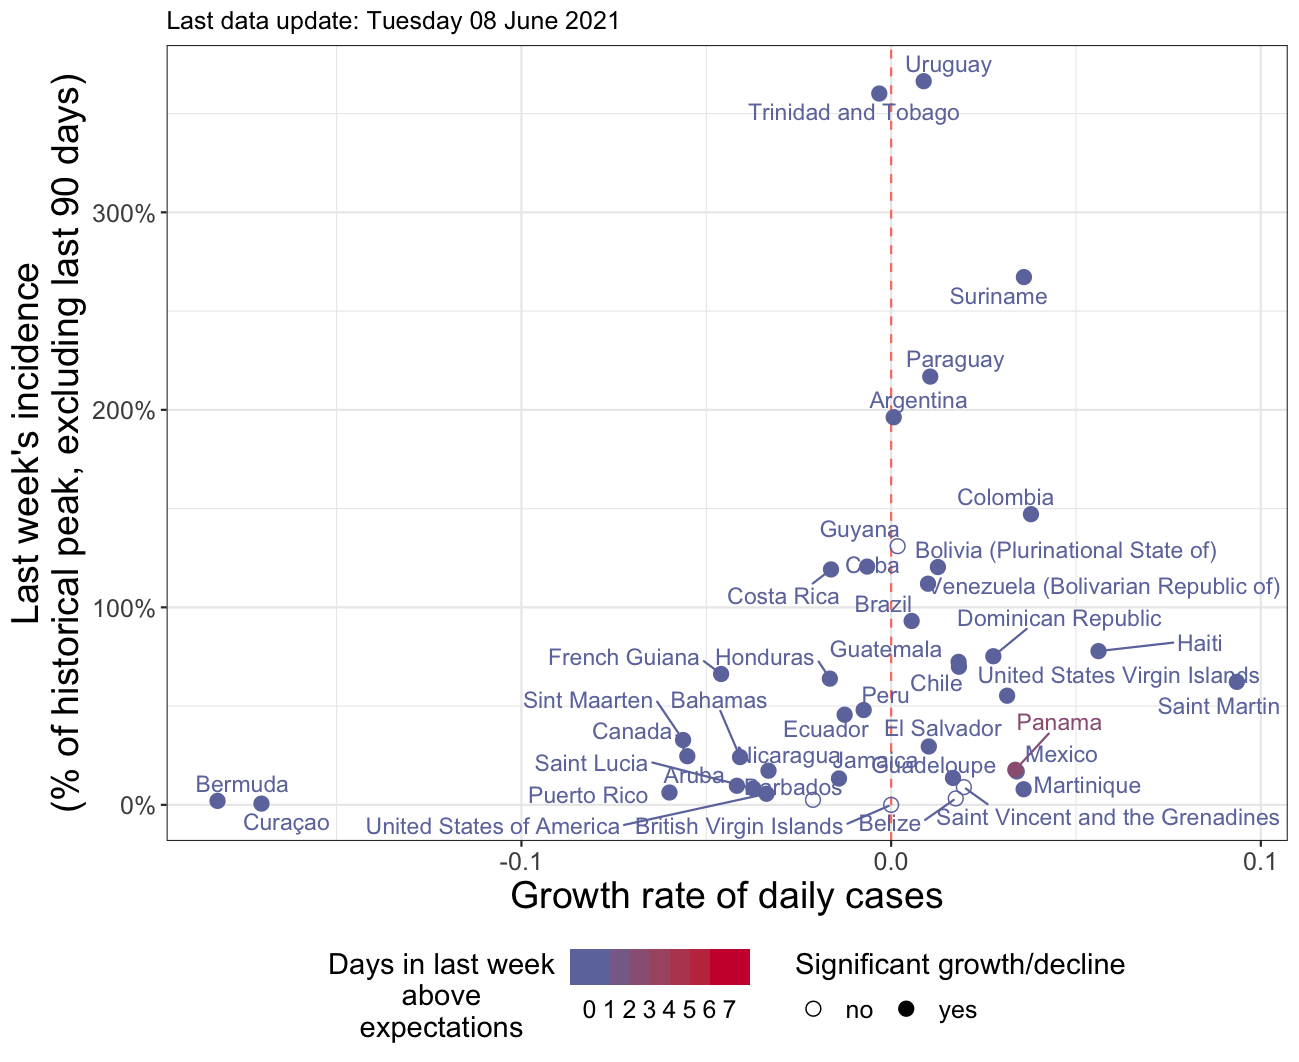 Last data update: Tuesday 08 June 2021
Last week's incidence
(% of historical peak, excluding last 90 days)
300%
200%
100%
0%
Uruguay
Trinidad and Tobago
Suriname
Paraguay
Argentina
Colombia
Guyana
Bolivia (Plurinational State of)
Cuba
Venezuela (Bolivarian Republic of)
Costa Rica
Brazil
Dominican Republic
Haiti
Guatemala
French Guiana
Honduras
United States Virgin Islands
Chile
Peru
Saint Martin
Sint Maarten
Bahamas
Panama
Canada
Ecuador
El Salvador
Nicaragua
Jamaica
Mexico
Saint Lucia
Guadeloupe
Aruba
Bermuda
Barbados
Martinique
Puerto Rico
Curaçao
United States of America
British Virgin Islands
Belize
Saint Vincent and the Grenadines
-0.1
0.0
0.1
Growth rate of daily cases
Days in last week
above
expectations
0 1 2 3 4 5 6 7
Significant growth/decline
no
yes